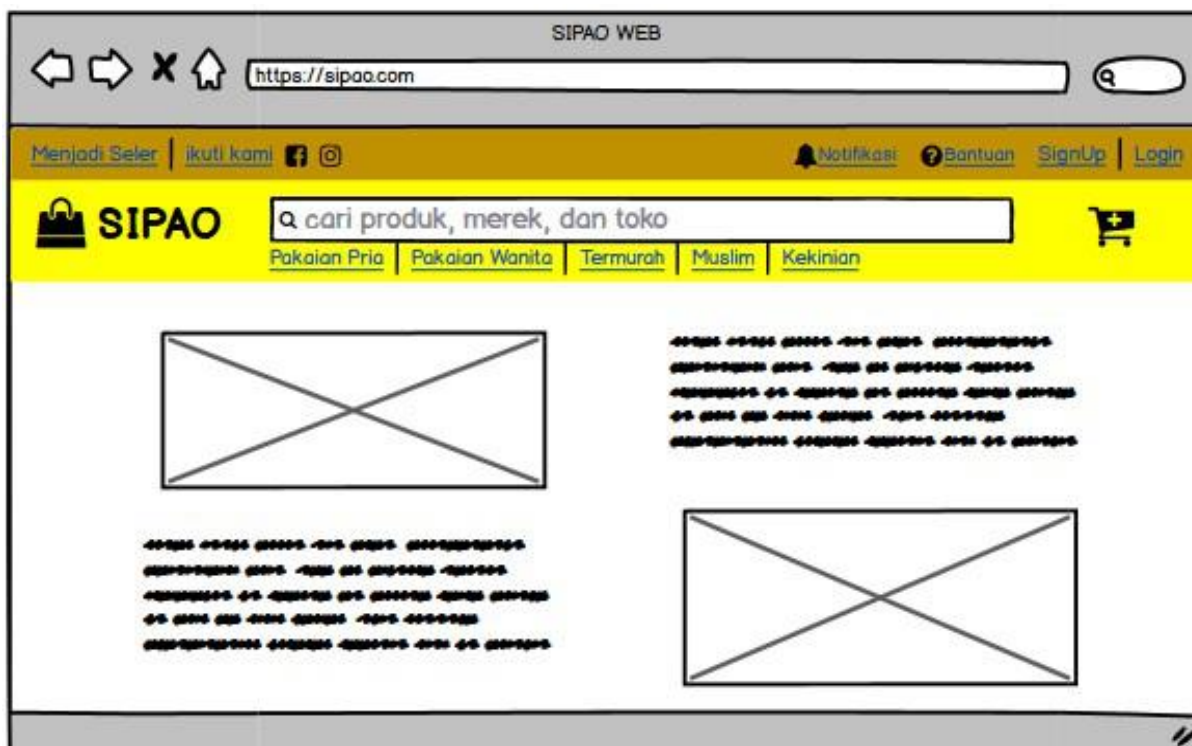 SIPAO WEB
https://sipao.com
Menjadi Seler | ikuti kami Notifikasi Bantuan SignUp | Login
SIPAO
cari produk, merek, dan toko
Pakaian Pria | Pakaian Wanita | Termurah | Muslim | Kekinian